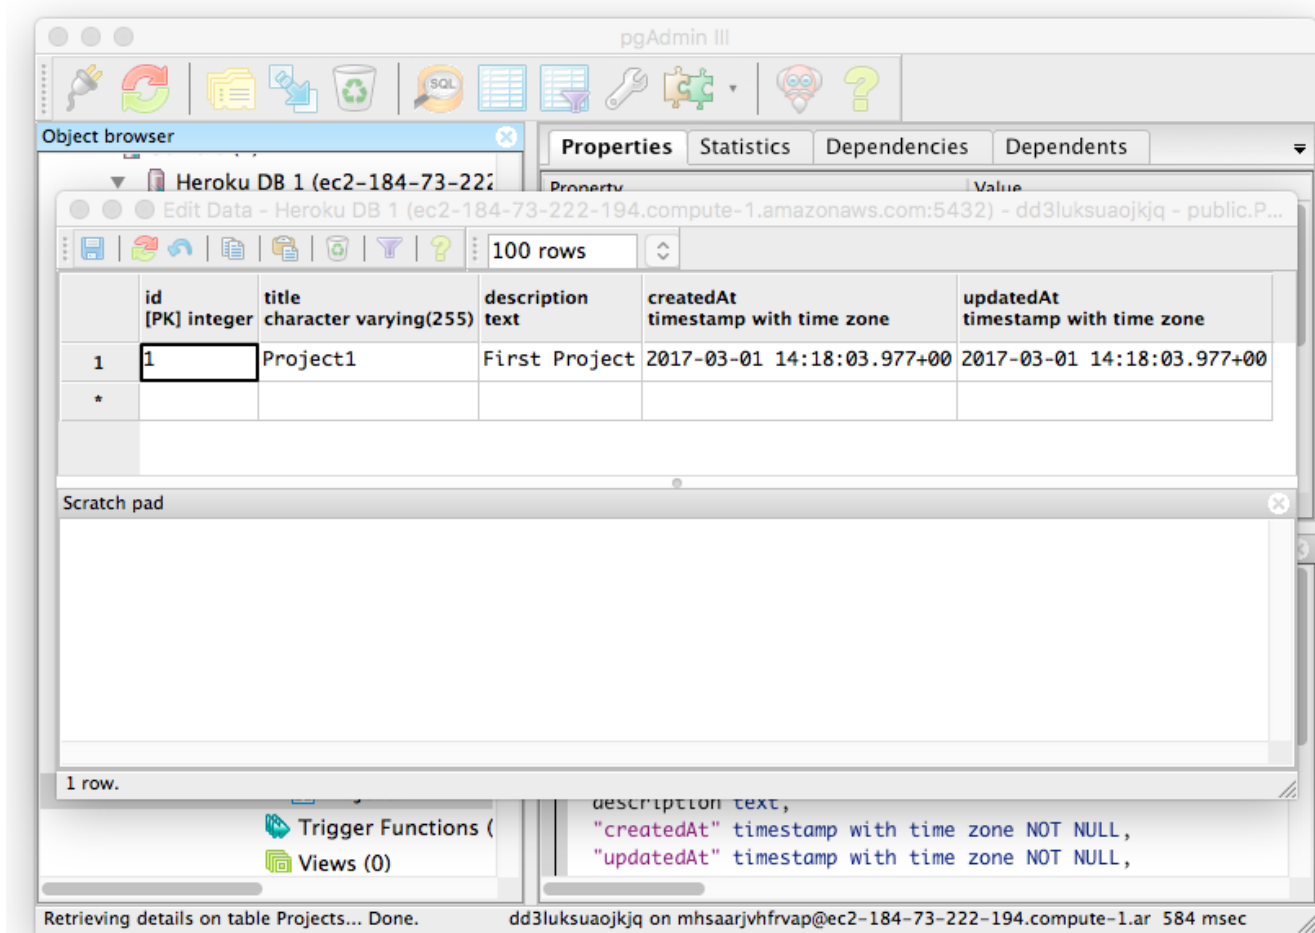 pgAdmin III
SQL
Object browser
Properties Statistics Dependencies Dependents
Heroku DB 1 (ec2-184-73-222
Property Value
Edit Data - Heroku DB 1 (ec2-184-73-222-194.compute-1.amazonaws.com:5432) - dd3luksuaojkjq - public.P...
100 rows
id title description createdAt updatedAt
[PK] integer character varying(255) text timestamp with time zone timestamp with time zone
1 1 Project1 First Project 2017-03-01 14:18:03.977+00 2017-03-01 14:18:03.977+00
*
Scratch pad
1 row.
description text,
Trigger Functions ( "createdAt" timestamp with time zone NOT NULL,
Views (0) "updatedAt" timestamp with time zone NOT NULL,
Retrieving details on table Projects... Done. dd3luksuaojkjq on mhsaarjvhfrvap@ec2-184-73-222-194.compute-1.ar 584 msec